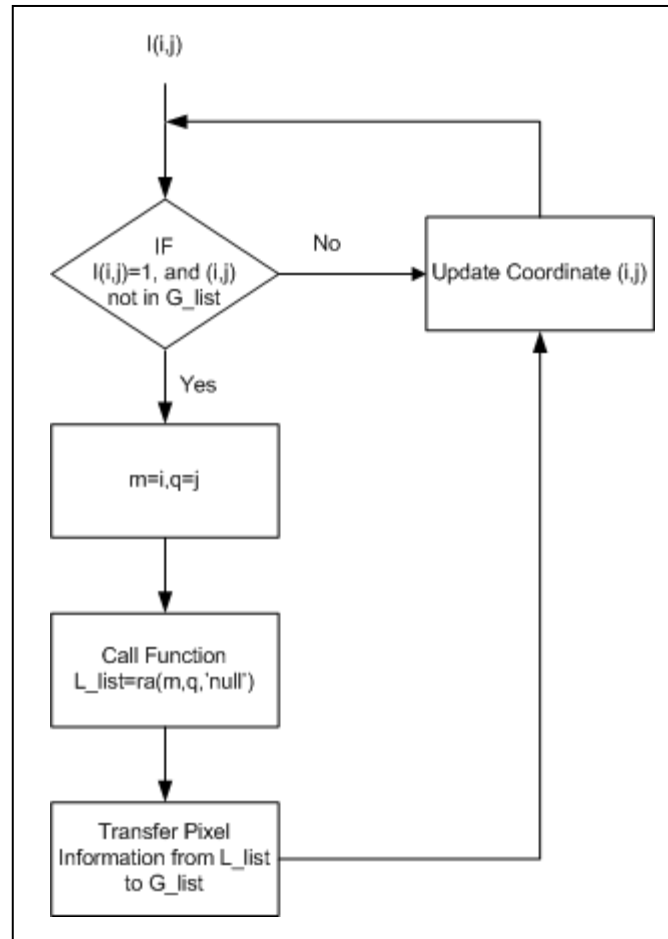 I(i,j)
IF
I(i,j)=1, and (i,j)
not in G_list
No
Update Coordinate (i,j)
Yes
m=i,q=j
Call Function
L_list=ra(m,q,'null')
Transfer Pixel
Information from L_list
to G_list